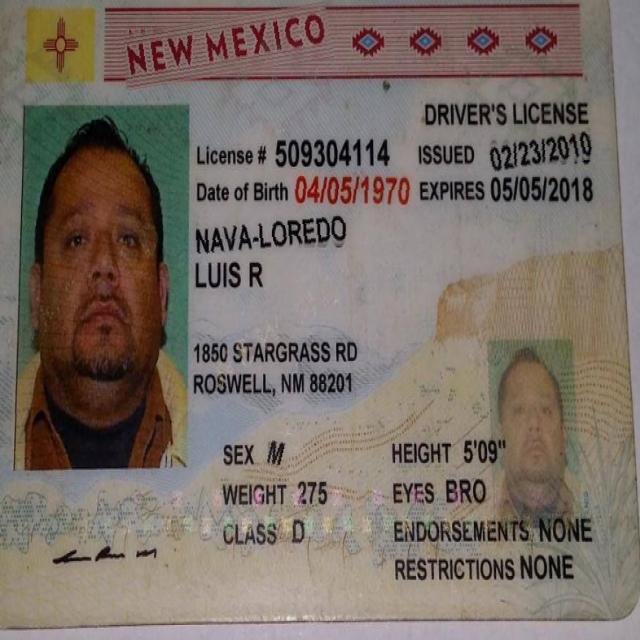 NEW MEXICO
DRIVER'S LICENSE
License # 509304114 ISSUED 02/23/2010
Date of Birth 04/05/1970 EXPIRES 05/05/2018
NAVA-LOREDO
LUIS R
1850 STARGRASS RD
ROSWELL, NM 88201
SEX M HEIGHT 5'09"
WEIGHT 275 EYES BRO
CLASS D ENDORSEMENTS NONE
RESTRICTIONS NONE